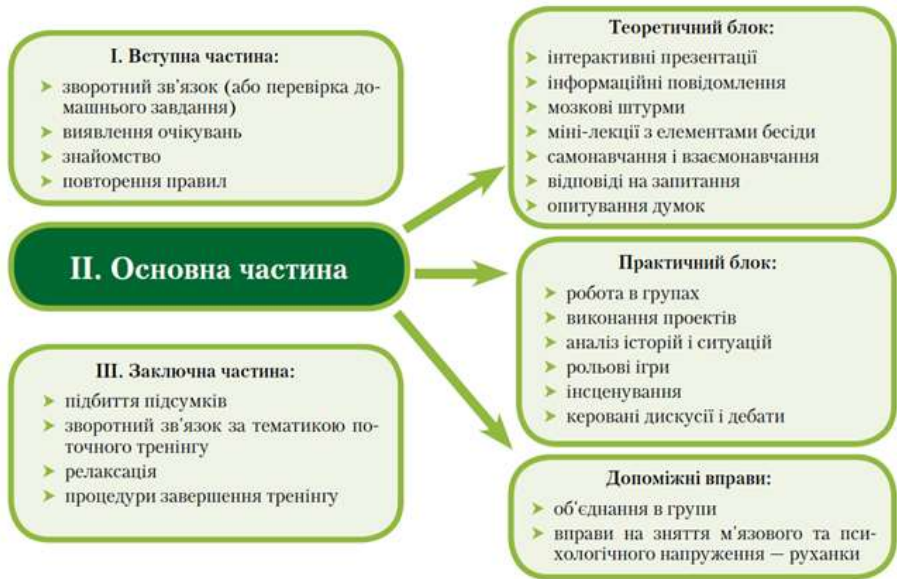 І. Вступна частина:
зворотний зв'язок (або перевірка до-
машнього завдання)
виявлення очікувань
знайомство
повторення правил
ІІ. Основна частина
ІІІ. Заключна частина:
підбиття підсумків
зворотний зв'язок за тематикою по-
точного тренінгу
релаксація
процедури завершення тренінгу
Теоретичний блок:
інтерактивні презентації
інформаційні повідомлення
мозкові штурми
міні-лекції з елементами бесіди
самонавчання і взаємонавчання
відповіді на запитання
опитування думок
Практичний блок:
робота в групах
виконання проектів
аналіз історій і ситуацій
рольові ігри
інсценування
керовані дискусії і дебати
Допоміжні вправи:
об'єднання в групи
вправи на зняття м'язового та пси-
хологічного напруження — руханки